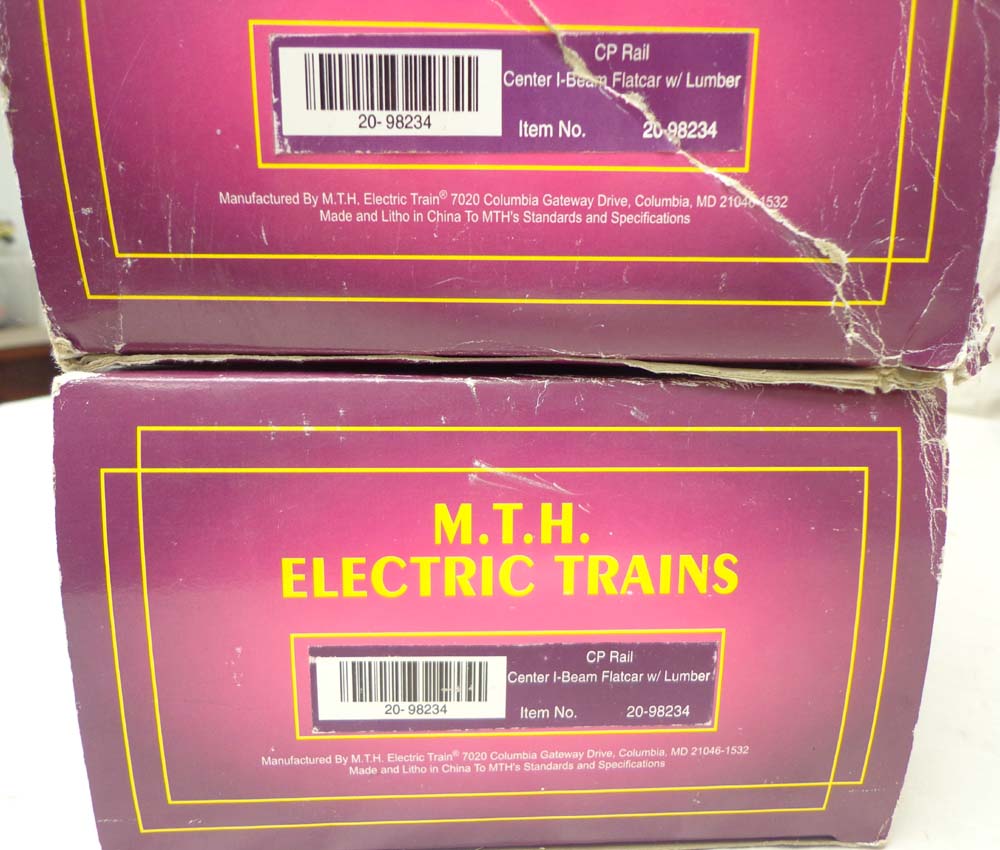 CP Rail
Center I-Beam Flatcar w/ Lumber
20- 98234
Item No. 20-98234
Manufactured By M.T.H. Electric Train® 7020 Columbia Gateway Drive, Columbia, MD 21046-1532
Made and Litho in China To MTH's Standards and Specifications
M.T.H.
ELECTRIC TRAINS
CP Rail
Center I-Beam Flatcar w/ Lumber
20- 98234
Item No. 20-98234
Manufactured By M.T.H. Electric Train® 7020 Columbia Gateway Drive, Columbia, MD 21046-1532
Made and Litho in China To MTH's Standards and Specifications